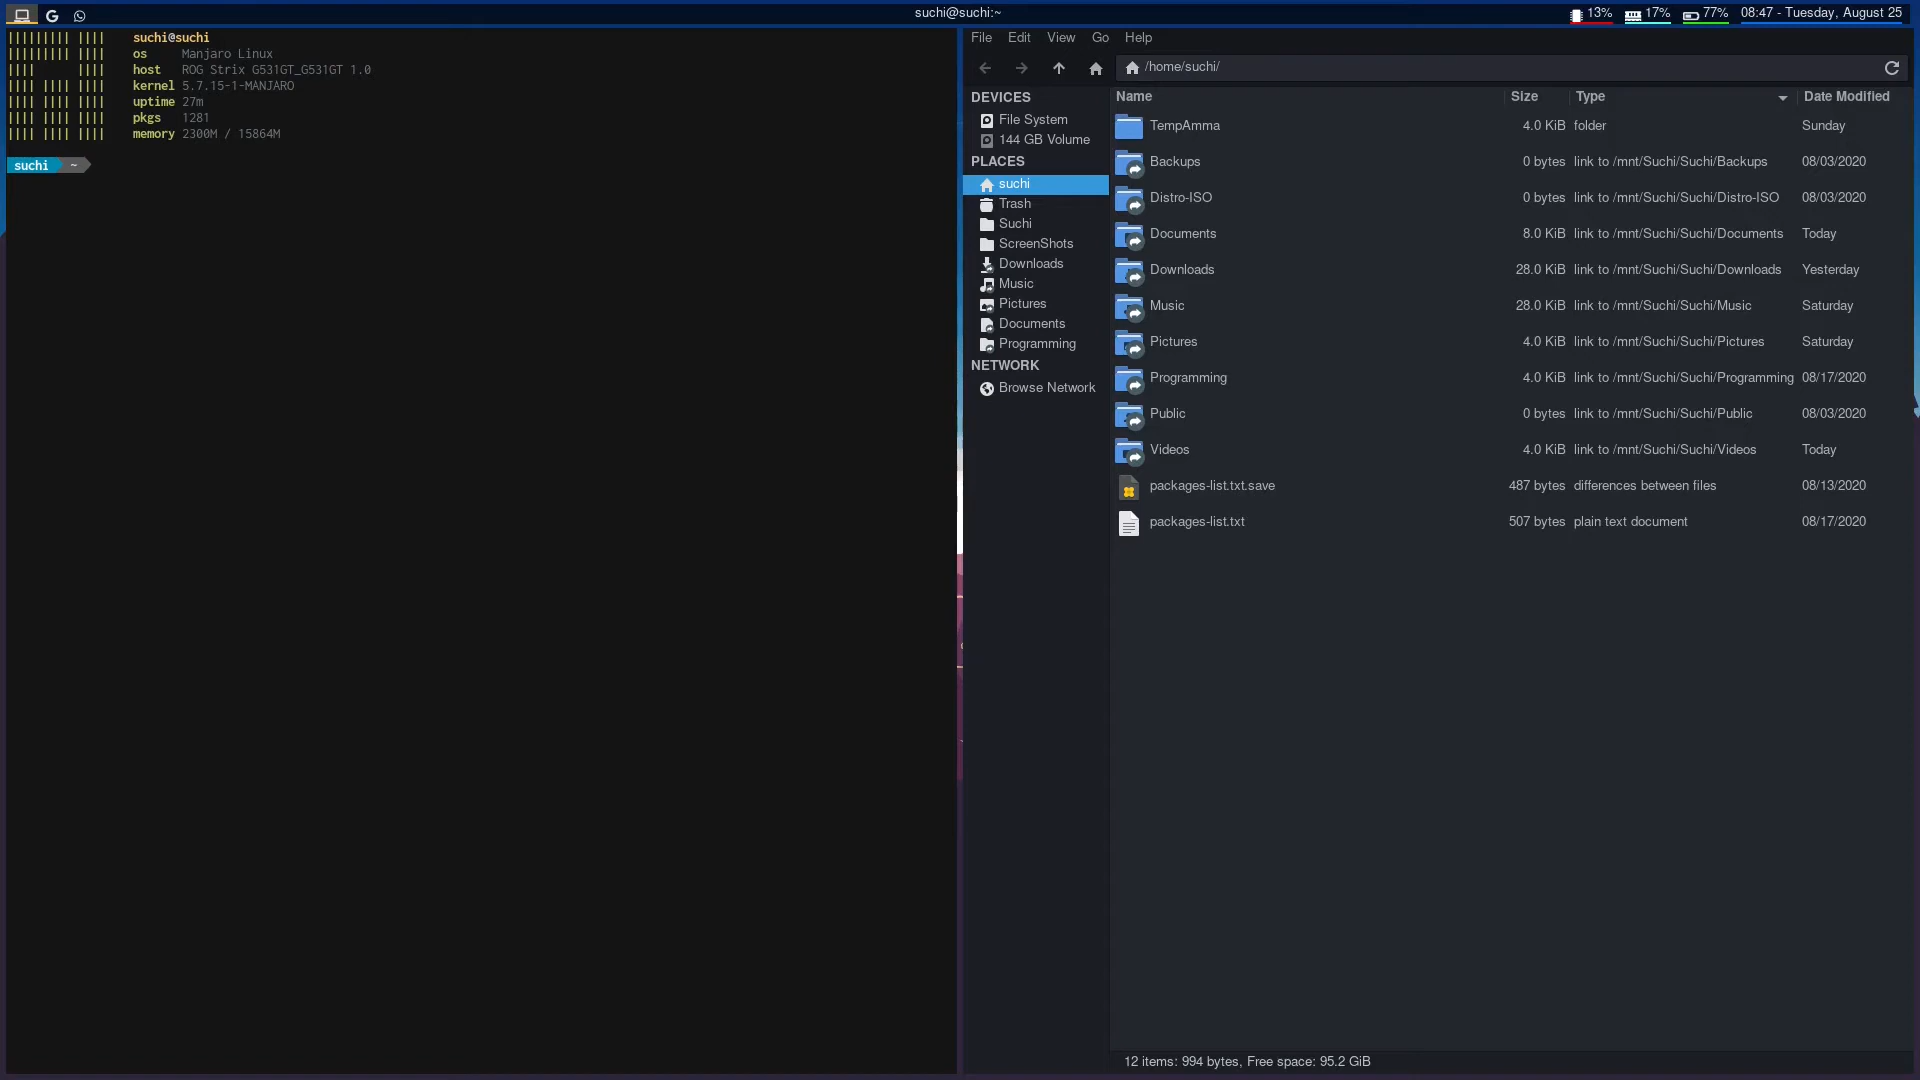 G
suchi@suchi:~
13% 17% 77% 08:47 - Tuesday, August 25
suchi@suchi
os Manjaro Linux
host ROG Strix G531GT_G531GT 1.0
kernel 5.7.15-1-MANJARO
uptime 27m
pkgs 1281
memory 2300M / 15864M
suchi ~
File Edit View Go Help
/home/suchi/
DEVICES
File System
144 GB Volume
PLACES
suchi
Trash
Suchi
ScreenShots
Downloads
Music
Pictures
Documents
Programming
NETWORK
Browse Network
Name Size Type Date Modified
TempAmma 4.0 KiB folder Sunday
Backups 0 bytes link to /mnt/Suchi/Suchi/Backups 08/03/2020
Distro-ISO 0 bytes link to /mnt/Suchi/Suchi/Distro-ISO 08/03/2020
Documents 8.0 KiB link to /mnt/Suchi/Suchi/Documents Today
Downloads 28.0 KiB link to /mnt/Suchi/Suchi/Downloads Yesterday
Music 28.0 KiB link to /mnt/Suchi/Suchi/Music Saturday
Pictures 4.0 KiB link to /mnt/Suchi/Suchi/Pictures Saturday
Programming 4.0 KiB link to /mnt/Suchi/Suchi/Programming 08/17/2020
Public 0 bytes link to /mnt/Suchi/Suchi/Public 08/03/2020
Videos 4.0 KiB link to /mnt/Suchi/Suchi/Videos Today
packages-list.txt.save 487 bytes differences between files 08/13/2020
packages-list.txt 507 bytes plain text document 08/17/2020
12 items: 994 bytes, Free space: 95.2 GiB